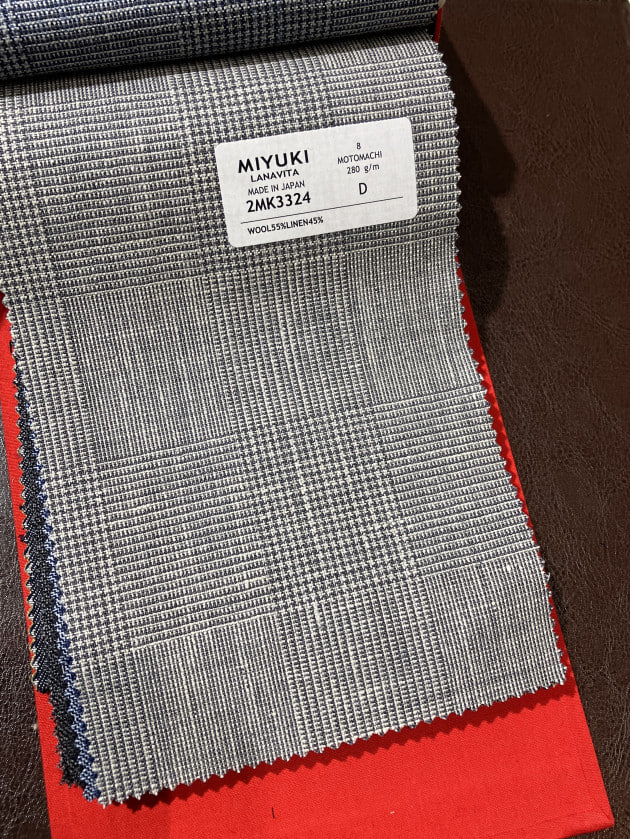 MIYUKI
LANAVITA
MADE IN JAPAN
2MK3324
8
MOTOMACHI
280 g/m
D
WOOL55%LINEN45%